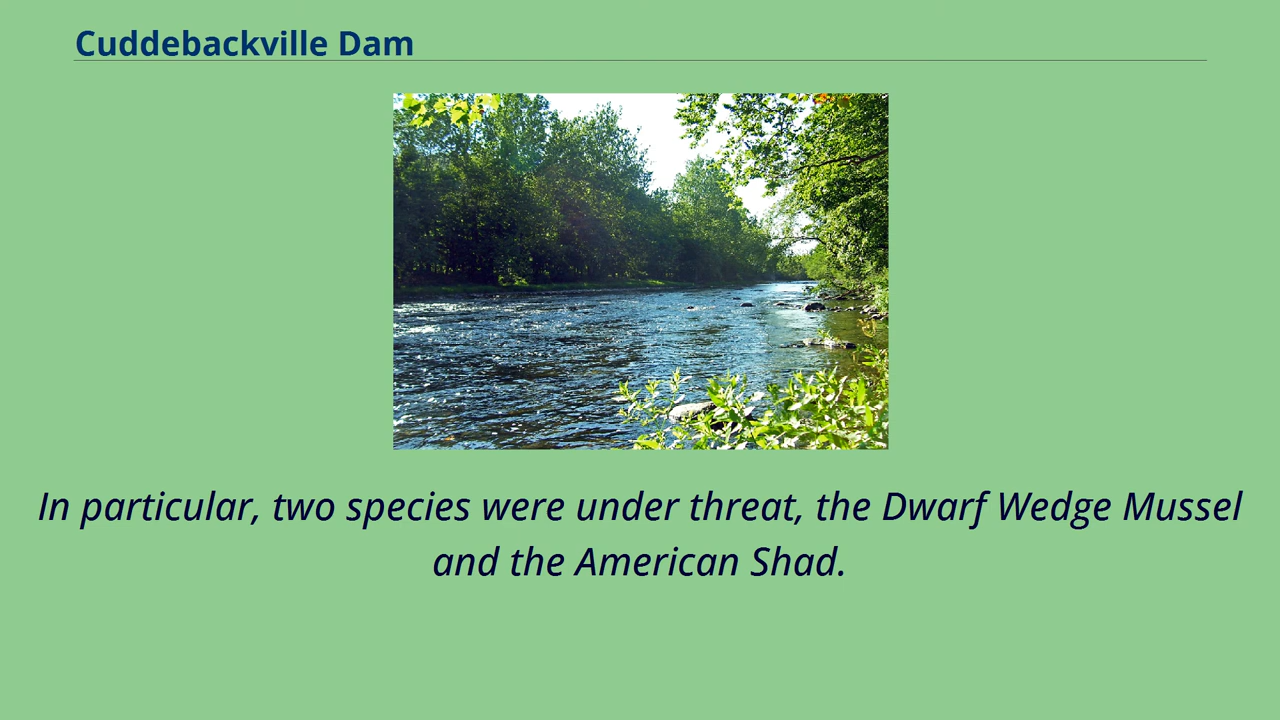 Cuddebackville Dam
In particular, two species were under threat, the Dwarf Wedge Mussel
and the American Shad.